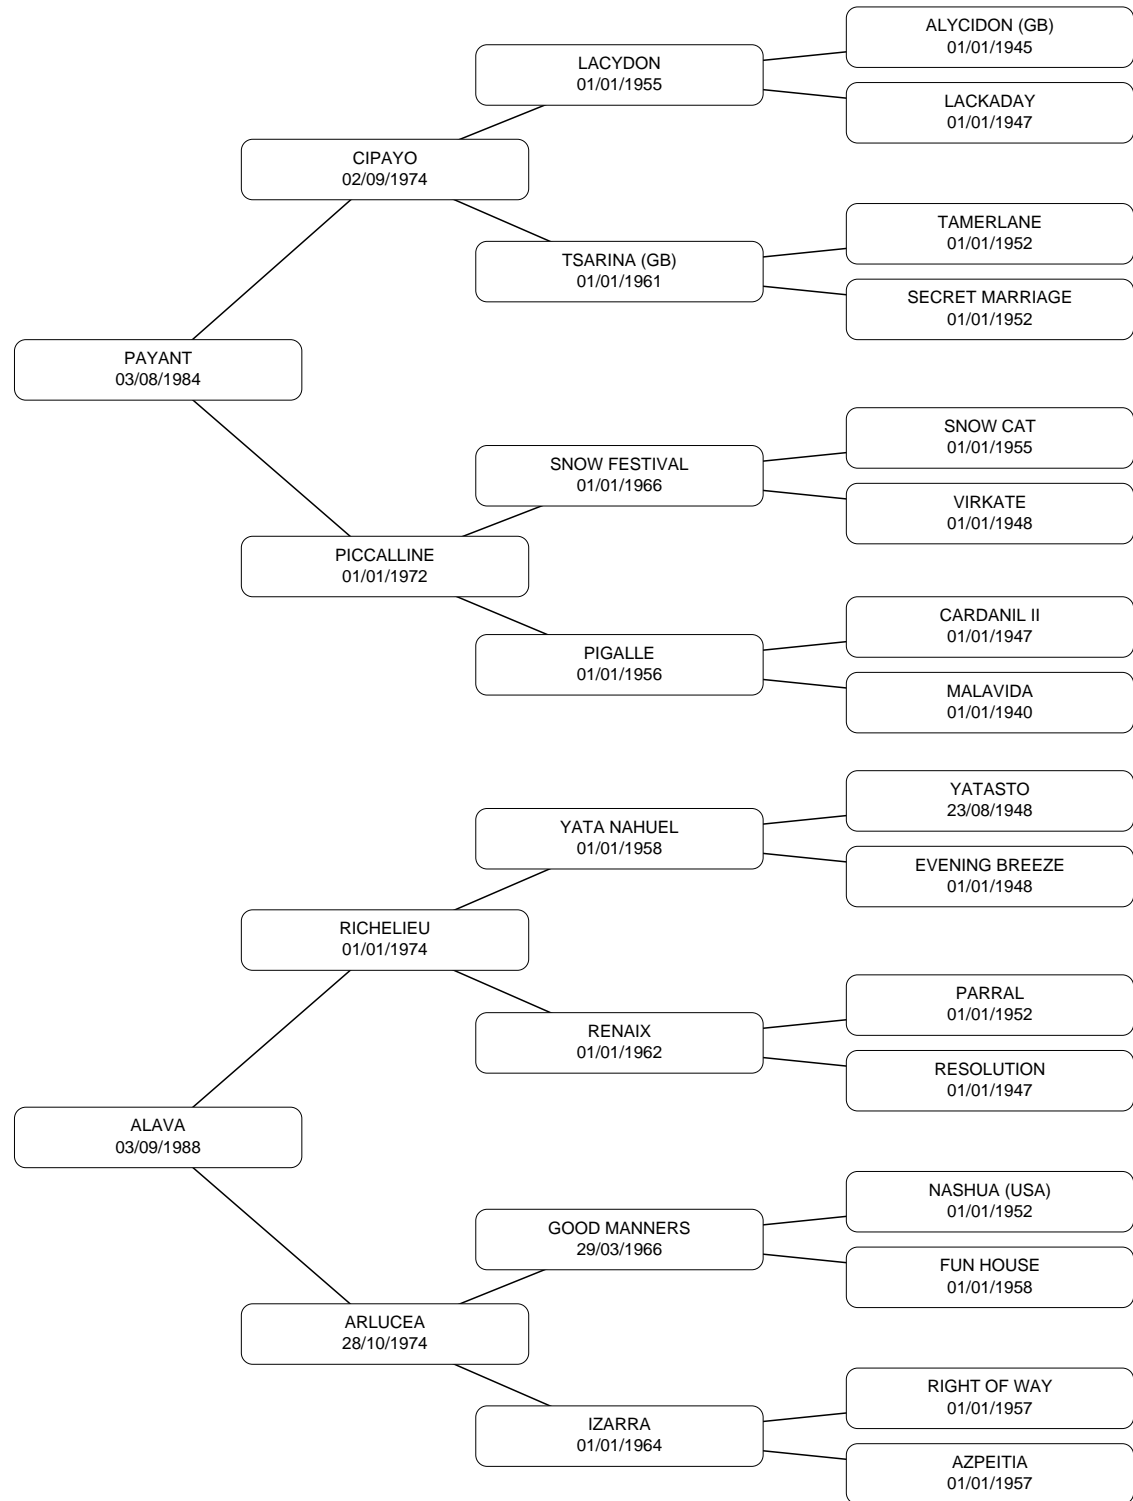 ALYCIDON (GB)
01/01/1945
LACYDON
01/01/1955
LACKADAY
01/01/1947
CIPAYO
02/09/1974
TAMERLANE
01/01/1952
TSARINA (GB)
01/01/1961
SECRET MARRIAGE
01/01/1952
PAYANT
03/08/1984
SNOW CAT
01/01/1955
SNOW FESTIVAL
01/01/1966
VIRKATE
01/01/1948
PICCALLINE
01/01/1972
CARDANIL II
01/01/1947
PIGALLE
01/01/1956
MALAVIDA
01/01/1940
YATASTO
23/08/1948
YATA NAHUEL
01/01/1958
EVENING BREEZE
01/01/1948
RICHELIEU
01/01/1974
PARRAL
01/01/1952
RENAIX
01/01/1962
RESOLUTION
01/01/1947
ALAVA
03/09/1988
NASHUA (USA)
01/01/1952
GOOD MANNERS
29/03/1966
FUN HOUSE
01/01/1958
ARLUCEA
28/10/1974
RIGHT OF WAY
01/01/1957
IZARRA
01/01/1964
AZPEITIA
01/01/1957